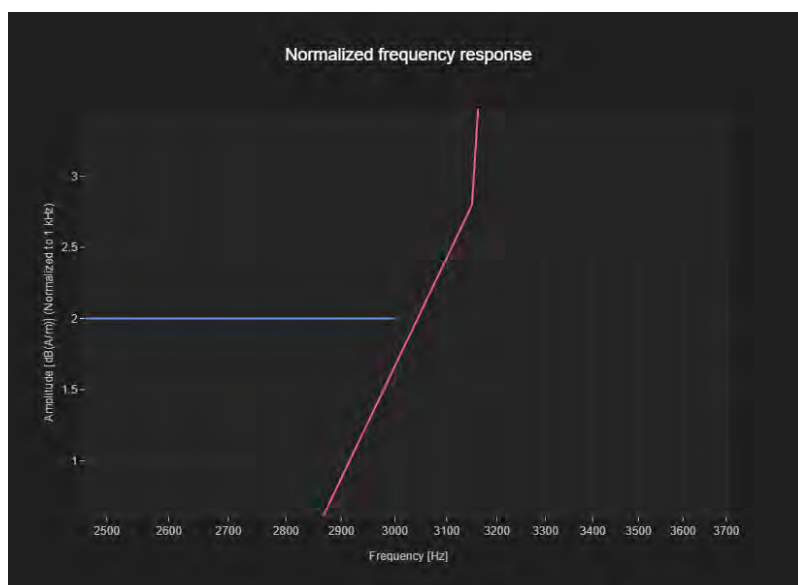 Normalized frequency response
Amplitude [dB(A/m)] (Normalized to 1 kHz)
3
2.5
2
1.5
1
2500 2600 2700 2800 2900 3000 3100 3200 3300 3400 3500 3600 3700
Frequency [Hz]